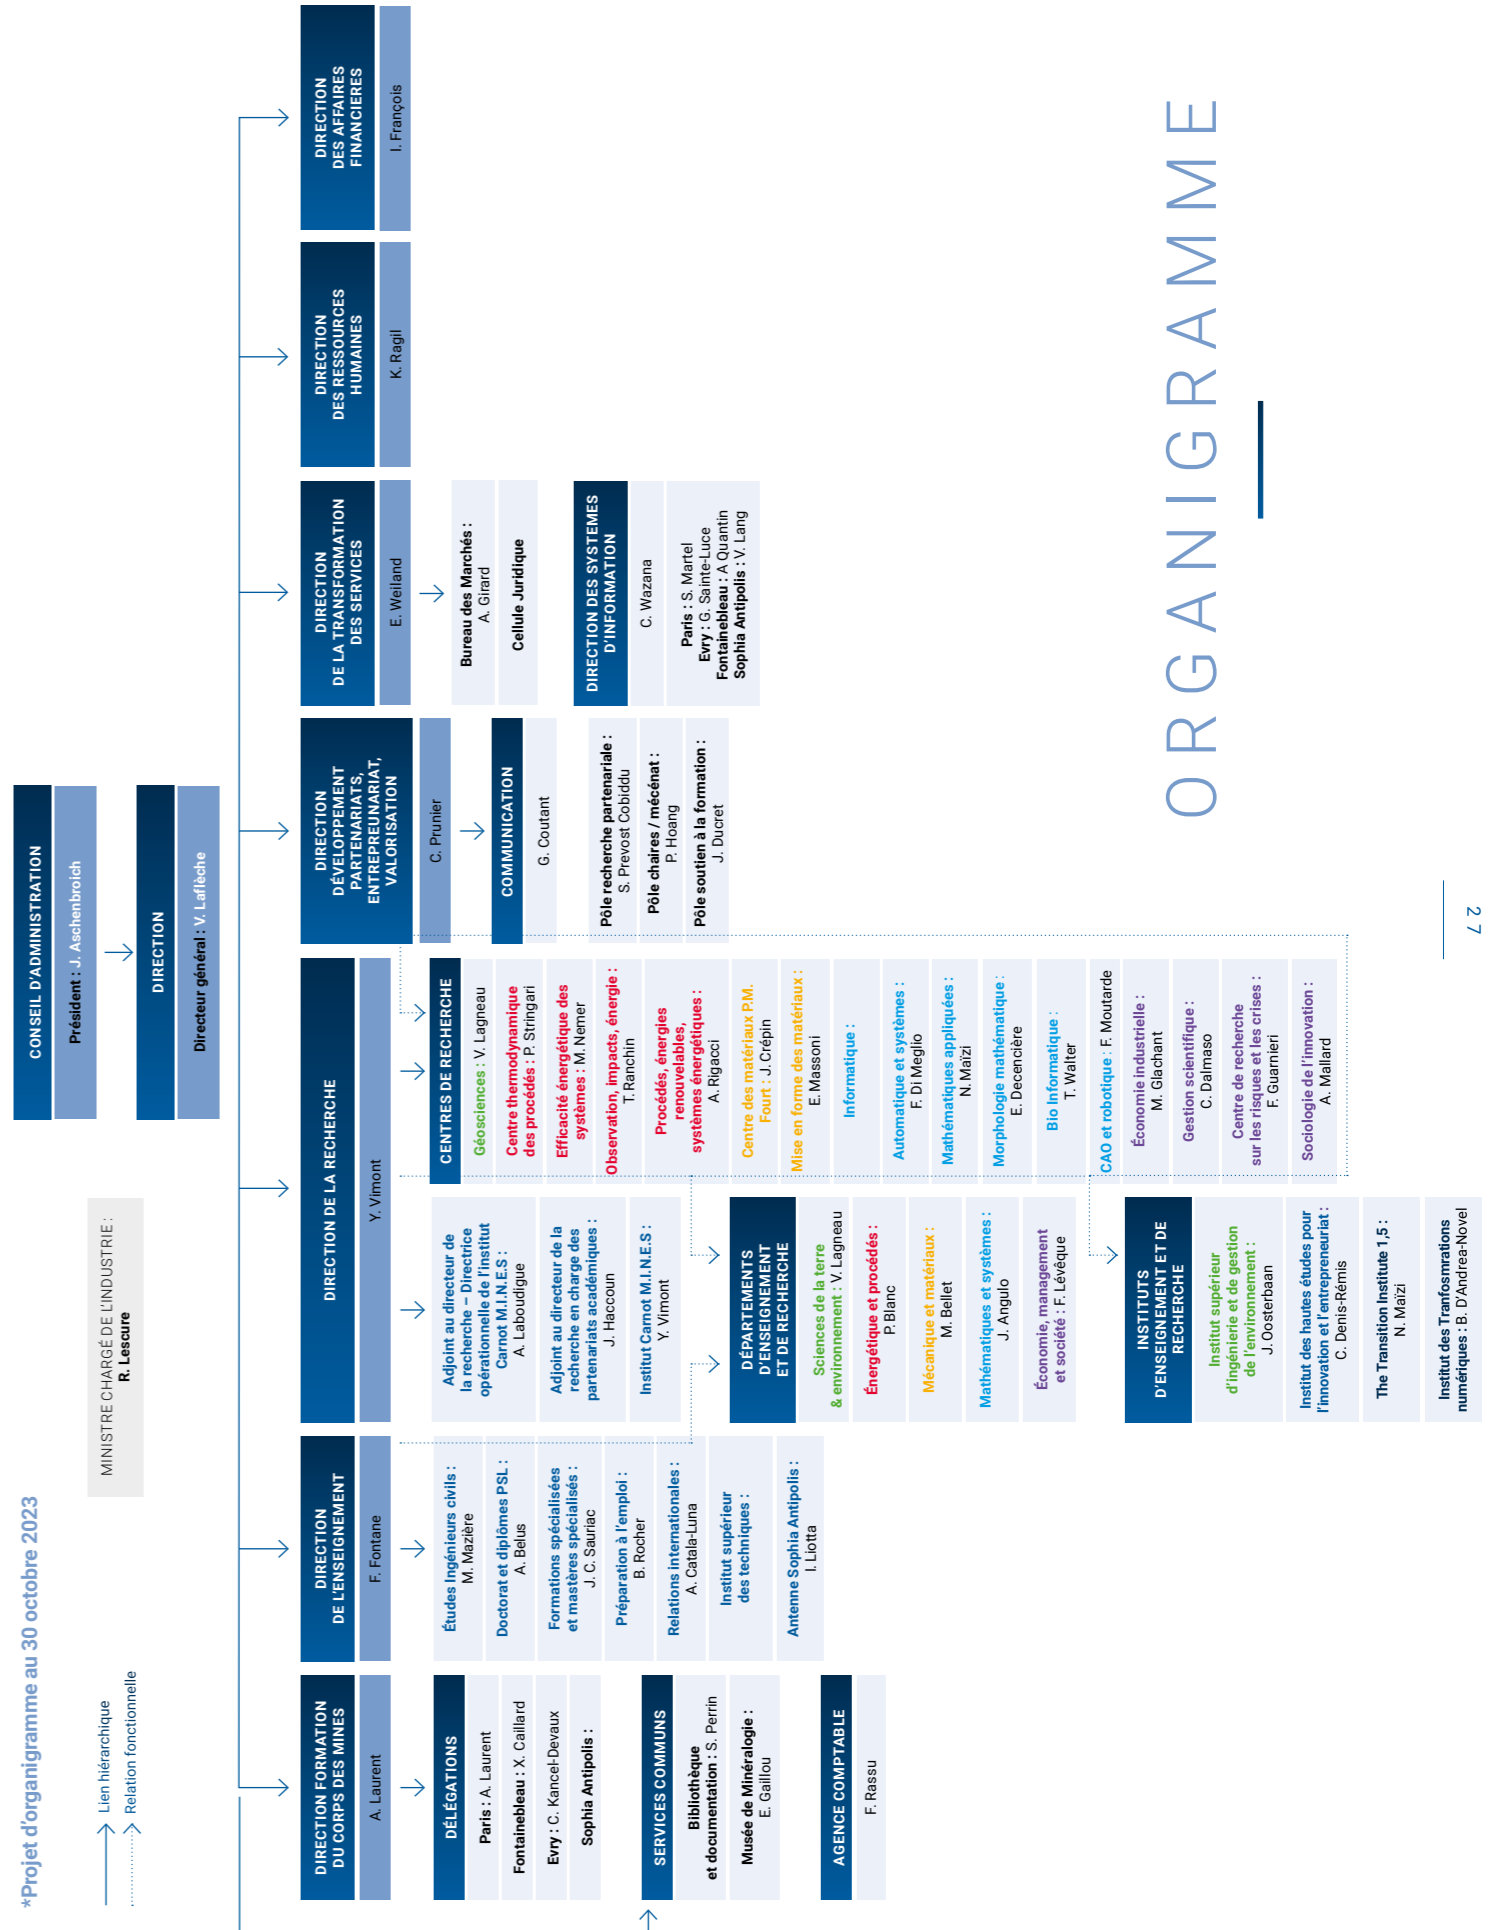 *Projet d'organigramme au 30 octobre 2023
Lien hiérarchique
Relation fonctionnelle
MINISTRE CHARGÉ DE L'INDUSTRIE :
R. Lescure
CONSEIL D'ADMINISTRATION
Président : J. Aschenbroich
DIRECTION
Directeur général : V. Laflèche
DIRECTION FORMATION
DU CORPS DES MINES
A. Laurent
DÉLÉGATIONS
Paris : A. Laurent
Fontainebleau : X. Caillard
Evry : C. Kancel-Devaux
Sophia Antipolis :
SERVICES COMMUNS
Bibliothèque
et documentation : S. Perrin
Musée de Minéralogie :
E. Gaillou
AGENCE COMPTABLE
F. Rassu
DIRECTION
DE L'ENSEIGNEMENT
F. Fontane
Études Ingénieurs civils :
M. Mazière
Doctorat et diplômes PSL :
A. Belus
Formations spécialisées
et mastères spécialisés :
J. C. Sauriac
Préparation à l'emploi :
B. Rocher
Relations internationales :
A. Catala-Luna
Institut supérieur
des techniques :
Antenne Sophia Antipolis :
I. Liotta
DIRECTION DE LA RECHERCHE
Y. Vimont
Adjoint au directeur de
la recherche – Directrice
opérationnelle de l'institut
Carnot M.I.N.E.S :
A. Laboudigue
Adjoint au directeur de la
recherche en charge des
partenariats académiques :
J. Haccoun
Institut Carnot M.I.N.E.S :
Y. Vimont
DÉPARTEMENTS
D'ENSEIGNEMENT
ET DE RECHERCHE
Sciences de la terre
& environnement : V. Lagneau
Énergétique et procédés :
P. Blanc
Mécanique et matériaux :
M. Bellet
Mathématiques et systèmes :
J. Angulo
Économie, management
et société : F. Lévêque
INSTITUTS
D'ENSEIGNEMENT ET DE
RECHERCHE
Institut supérieur
d'ingénierie et de gestion
de l'environnement :
J. Oosterbaan
Institut des hautes études pour
l'innovation et l'entrepreneuriat :
C. Denis-Rémis
The Transition Institute 1,5 :
N. Maïzi
Institut des Tranfosmrations
numériques : B. D'Andrea-Novel
CENTRES DE RECHERCHE
Géosciences : V. Lagneau
Centre thermodynamique
des procédés : P. Stringari
Efficacité énergétique des
systèmes : M. Nemer
Observation, impacts, énergie :
T. Ranchin
Procédés, énergies
renouvelables,
systèmes énergétiques :
A. Rigacci
Centre des matériaux P.M.
Fourt : J. Crépin
Mise en forme des matériaux :
E. Massoni
Informatique :
Automatique et systèmes :
F. Di Meglio
Mathématiques appliquées :
N. Maïzi
Morphologie mathématique :
E. Decencière
Bio Informatique :
T. Walter
CAO et robotique : F. Moutarde
Économie industrielle :
M. Glachant
Gestion scientifique :
C. Dalmaso
Centre de recherche
sur les risques et les crises :
F. Guarnieri
Sociologie de l'innovation :
A. Mallard
DIRECTION
DÉVELOPPEMENT
PARTENARIATS,
ENTREPREUNARIAT,
VALORISATION
C. Prunier
COMMUNICATION
G. Coutant
Pôle recherche partenariale :
S. Prevost Cobiddu
Pôle chaires / mécénat :
P. Hoang
Pôle soutien à la formation :
J. Ducret
DIRECTION
DE LA TRANSFORMATION
DES SERVICES
E. Weiland
Bureau des Marchés :
A. Girard
Cellule Juridique
DIRECTION DES SYSTEMES
D'INFORMATION
C. Wazana
Paris : S. Martel
Evry : G. Sainte-Luce
Fontainebleau : A Quantin
Sophia Antipolis : V. Lang
DIRECTION
DES RESSOURCES
HUMAINES
K. Ragil
DIRECTION
DES AFFAIRES
FINANCIERES
I. François
ORGANIGRAMME
27